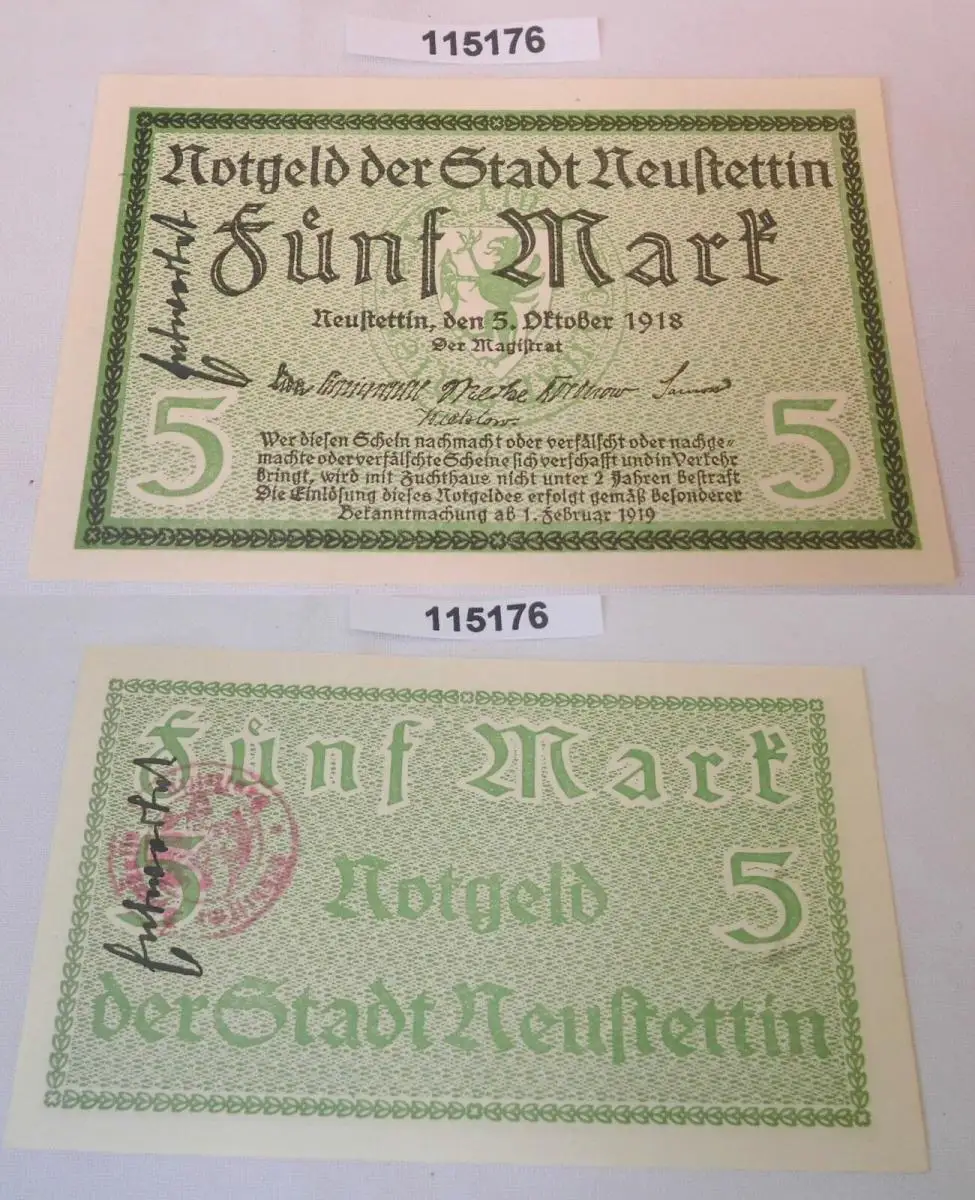 115176
Notgeld der Stadt Neustettin
Fünf Mark
Neustettin, den 5. Oktober 1918
Der Magistrat
5 5
Wer diesen Schein nachmacht oder verfälscht oder nachge-
machte oder verfälschte Scheine sich verschafft und in Verkehr
bringt, wird mit Zuchthaus nicht unter 2 Jahren bestraft
Die Einlösung dieses Notgeldes erfolgt gemäß besonderer
Bekanntmachung ab 1. Februar 1919
115176
Fünf Mark
5 Notgeld 5
der Stadt Neustettin